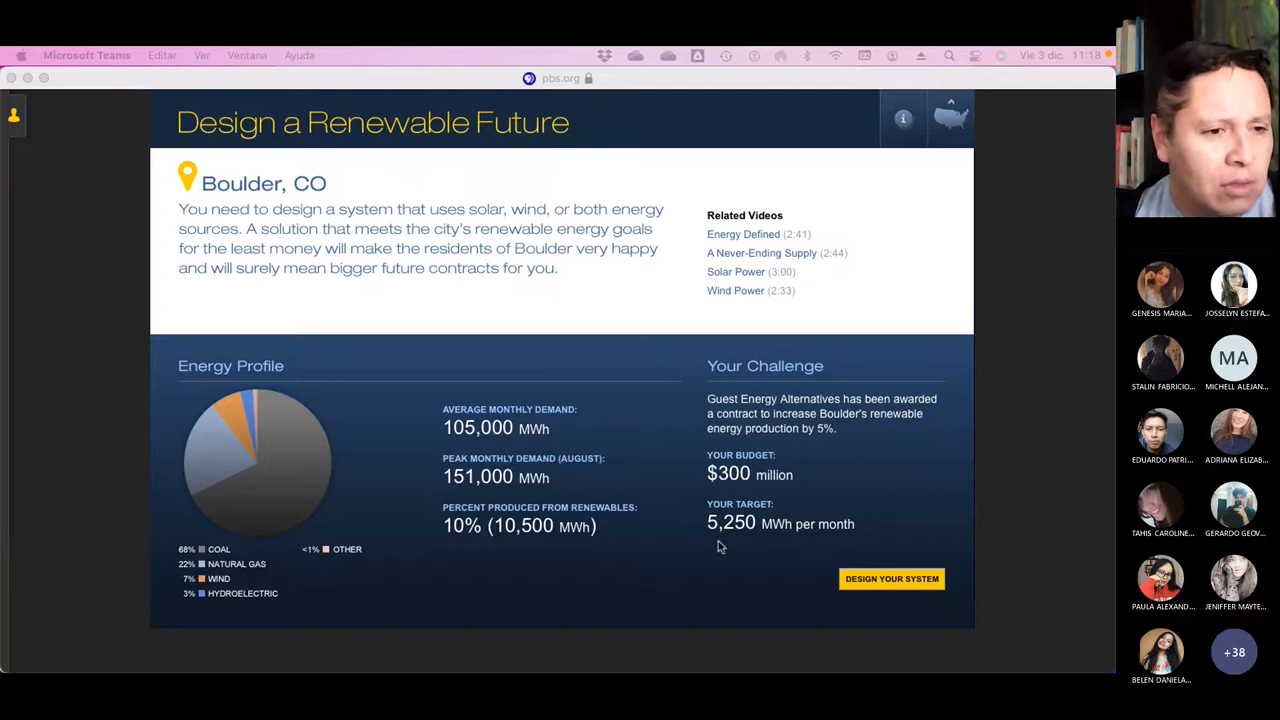 Microsoft Teams Editar Ver Ventana Ayuda Vie 3 dic. 11:18
pbs.org
Design a Renewable Future
i
Boulder, CO
You need to design a system that uses solar, wind, or both energy
sources. A solution that meets the city's renewable energy goals
for the least money will make the residents of Boulder very happy
and will surely mean bigger future contracts for you.
Related Videos
Energy Defined (2:41)
A Never-Ending Supply (2:44)
Solar Power (3:00)
Wind Power (2:33)
Energy Profile
68% COAL
22% NATURAL GAS
7% WIND
3% HYDROELECTRIC
<1% OTHER
AVERAGE MONTHLY DEMAND:
105,000 MWh
PEAK MONTHLY DEMAND (AUGUST):
151,000 MWh
PERCENT PRODUCED FROM RENEWABLES:
10% (10,500 MWh)
Your Challenge
Guest Energy Alternatives has been awarded
a contract to increase Boulder's renewable
energy production by 5%.
YOUR BUDGET:
$300 million
YOUR TARGET:
5,250 MWh per month
DESIGN YOUR SYSTEM
GENESIS MARIA...
JOSSELYN ESTEFA...
STALIN FABRICIO...
MA
MICHELL ALEJAN...
EDUARDO PATRI...
ADRIANA ELIZAB...
TAHIS CAROLINE...
GERARDO GEOV...
PAULA ALEXAND...
JENIFFER MAYTE...
BELEN DANIELA...
+38